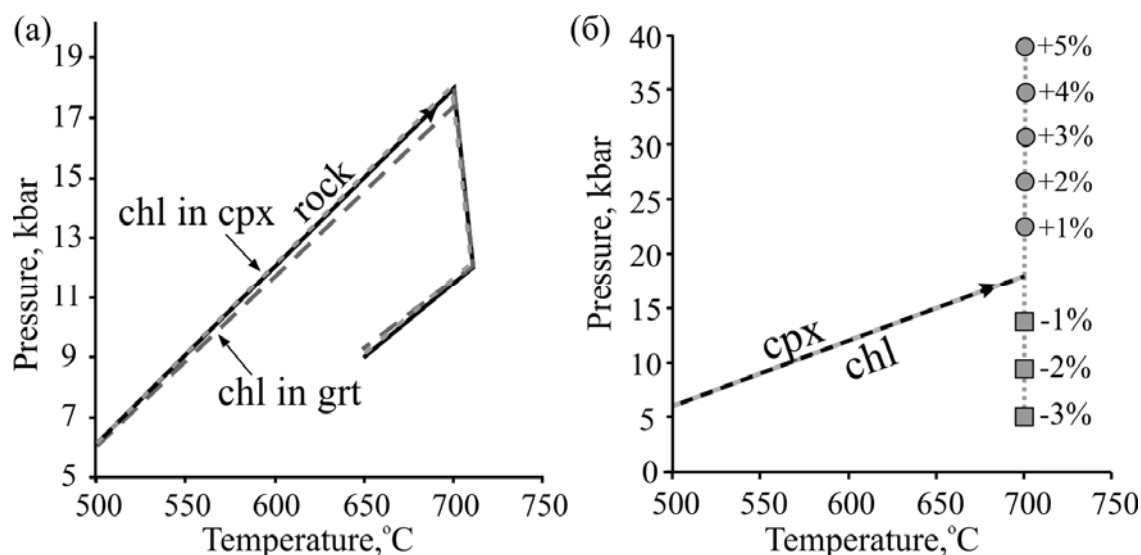 (а)
Pressure, kbar
19
17
15
13
11
9
7
5
rock
chl in cpx
chl in grt
500 550 600 650 700 750
Temperature,°C
(б)
Pressure, kbar
40
35
30
25
20
15
10
5
0
+5%
+4%
+3%
+2%
+1%
-1%
-2%
-3%
cpx
chl
500 550 600 650 700 750
Temperature,°C